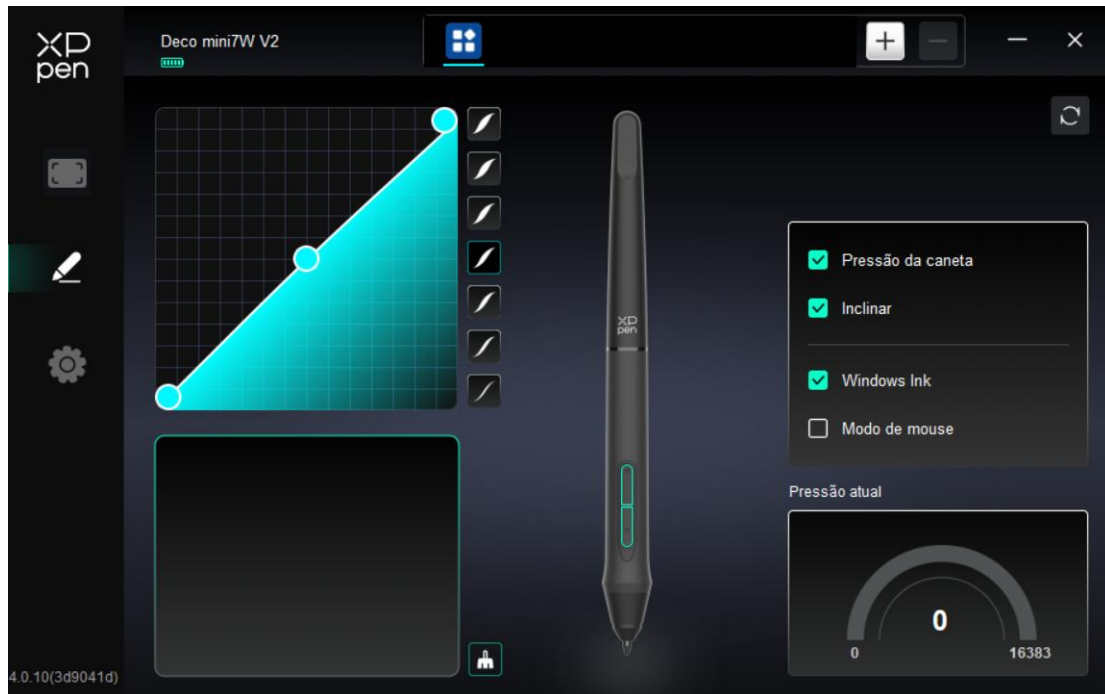 XP
pen
Deco mini7W V2
Pressão da caneta
Inclinar
XP
pen
Windows Ink
Modo de mouse
Pressão atual
0
0
16383
4.0.10(3d9041d)